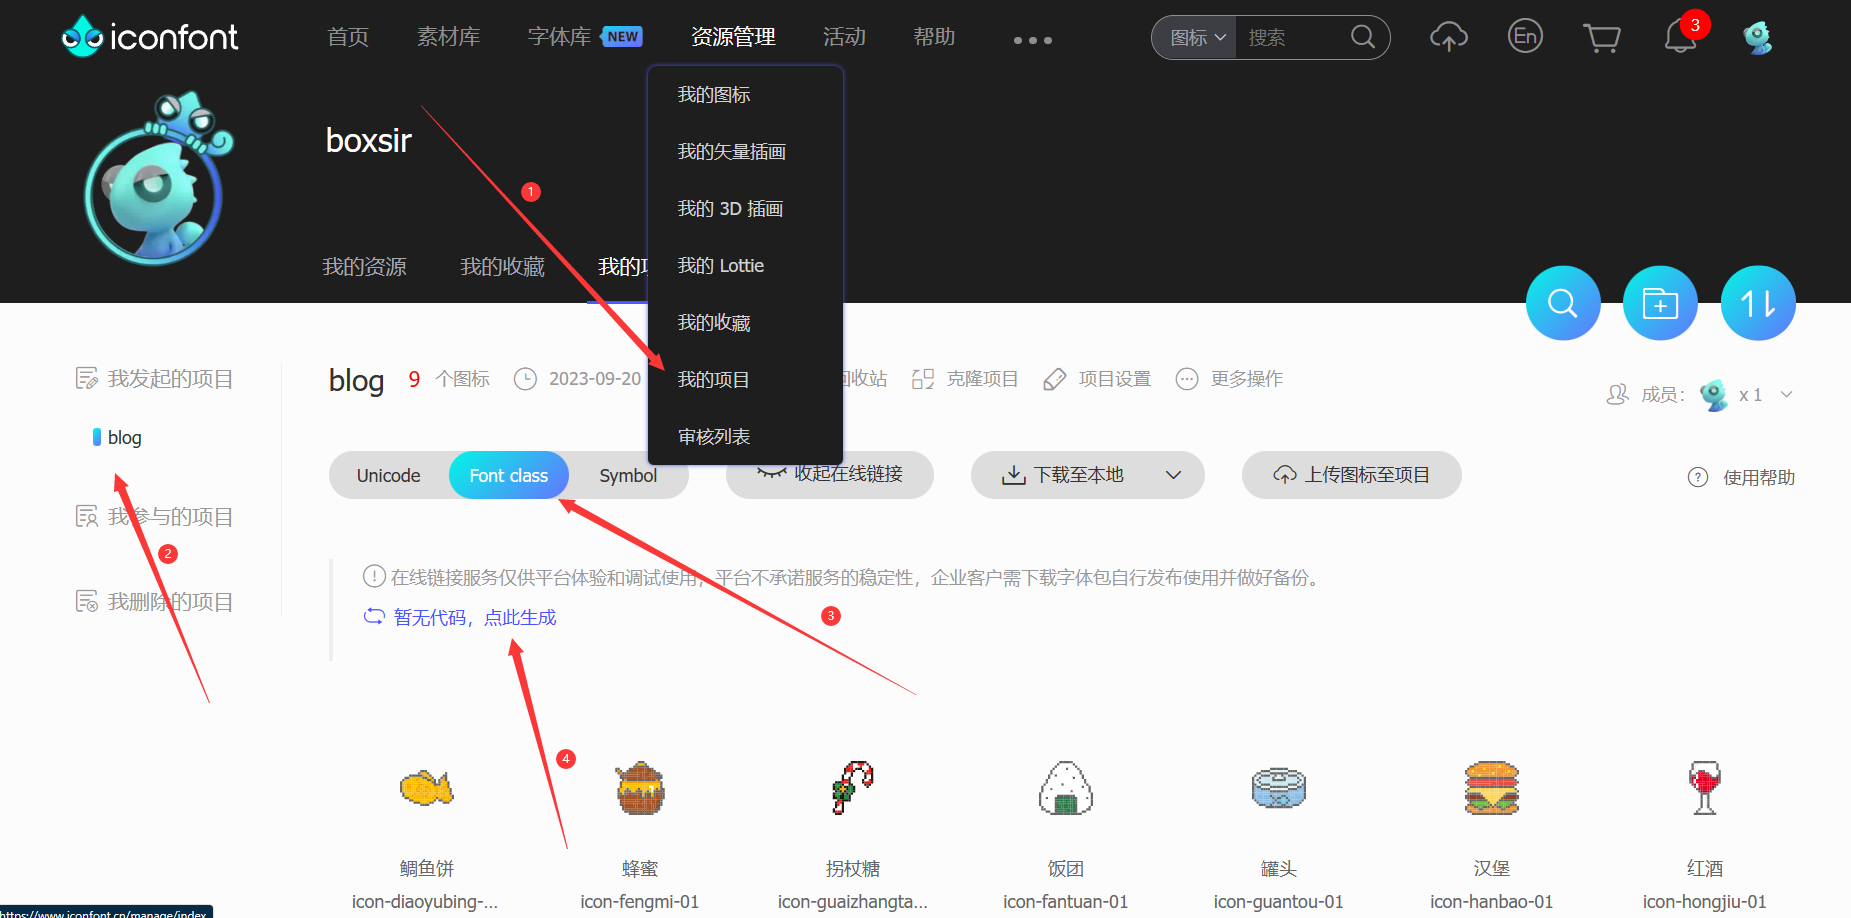 iconfont
首页
素材库
字体库
NEW
资源管理
活动
帮助
图标
搜索
En
3
我的图标
我的矢量插画
我的 3D 插画
我的 Lottie
我的收藏
我的项目
审核列表
boxsir
1
我的资源
我的收藏
我的
我发起的项目
blog
我参与的项目
2
我删除的项目
blog
9
个图标
2023-09-20
回收站
克隆项目
项目设置
更多操作
成员：
x 1
Unicode
Font class
Symbol
收起在线链接
下载至本地
上传图标至项目
使用帮助
在线链接服务仅供平台体验和调试使用，平台不承诺服务的稳定性，企业客户需下载字体包自行发布使用并做好备份。
暂无代码，点此生成
3
4
鲷鱼饼
蜂蜜
拐杖糖
饭团
罐头
汉堡
红酒
icon-diaoyubing-...
icon-fengmi-01
icon-guaizhangta...
icon-fantuan-01
icon-guantou-01
icon-hanbao-01
icon-hongjiu-01
https://www.iconfont.cn/manage/index